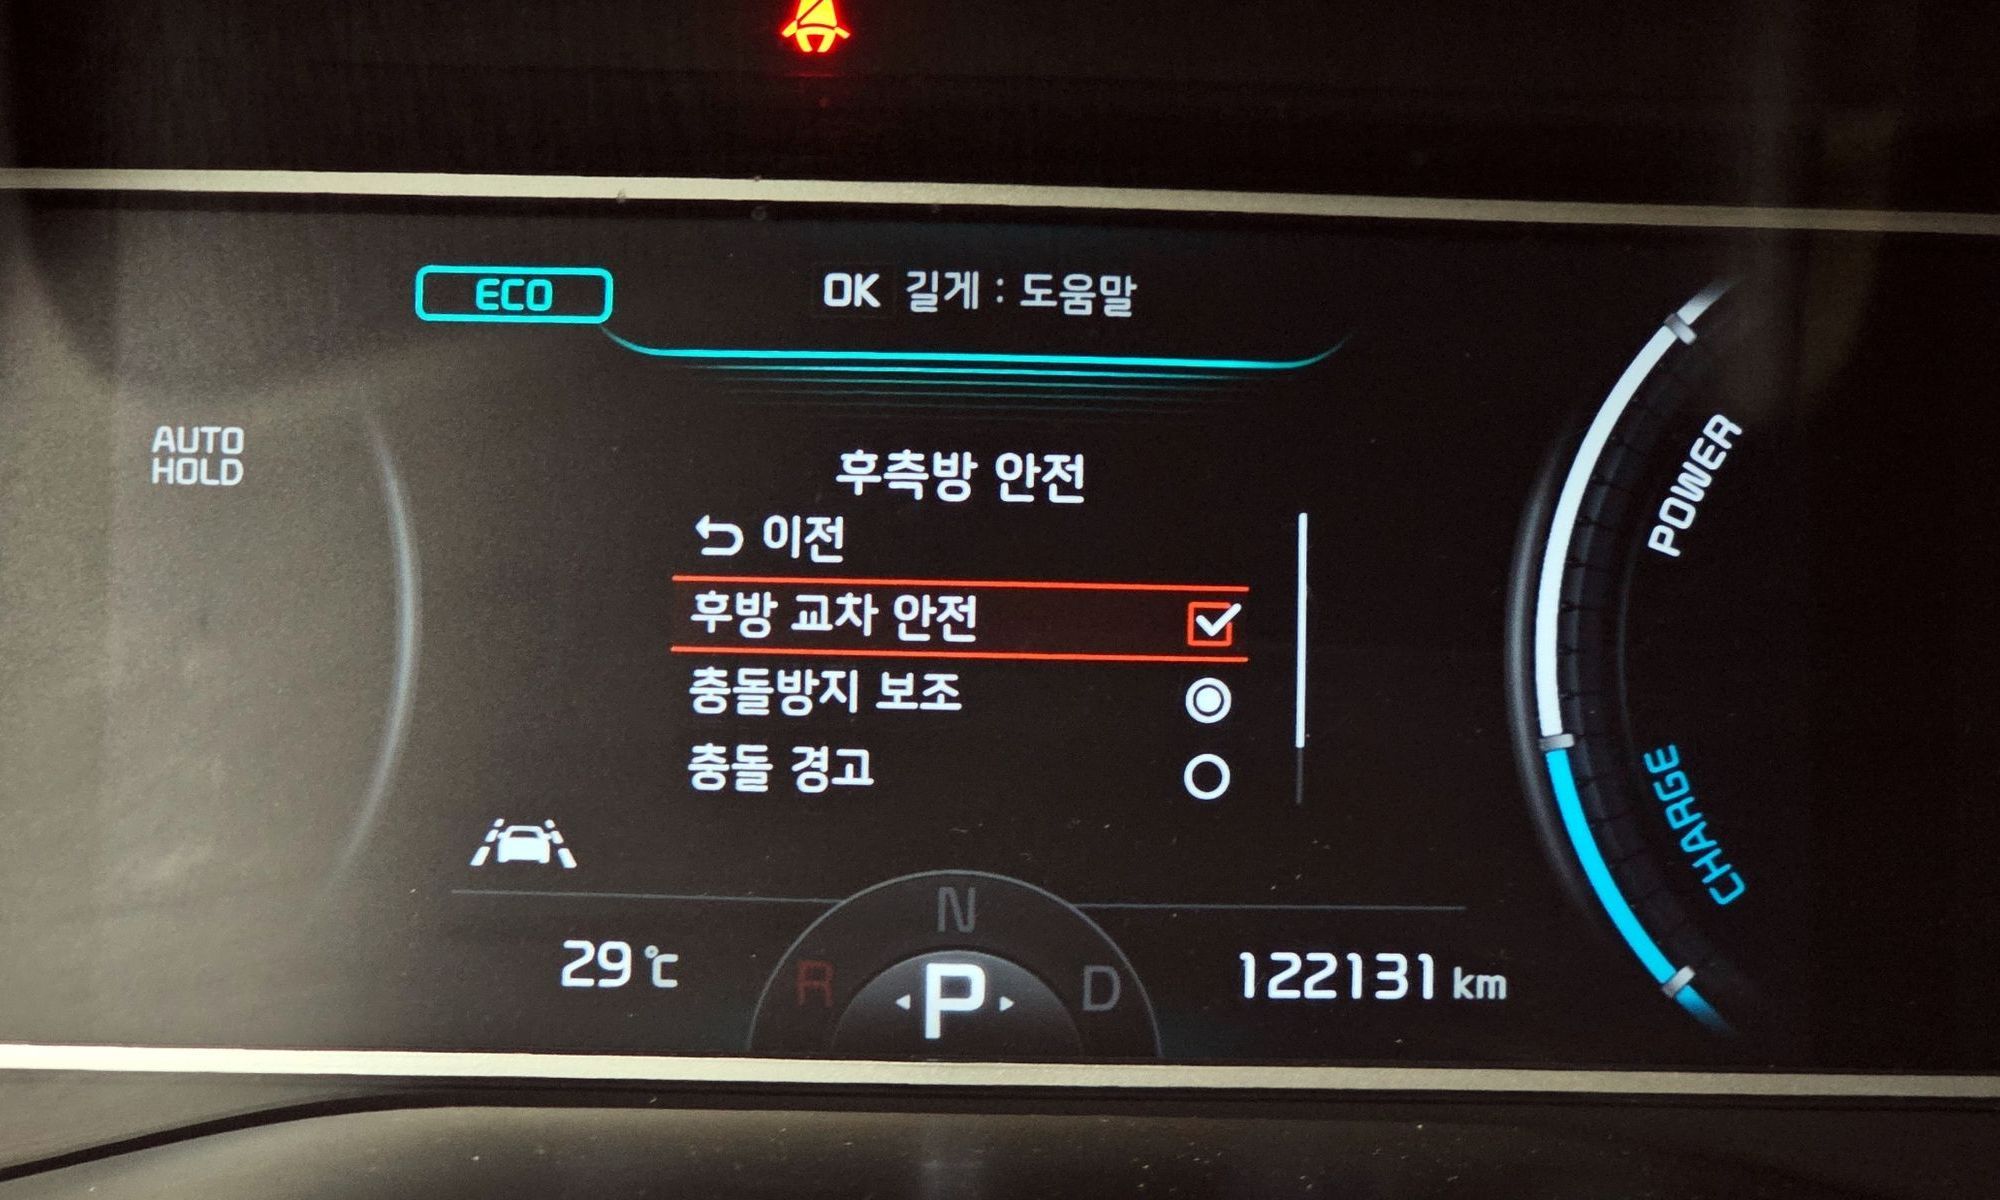 ECO
OK 길게 : 도움말
AUTO
HOLD
후측방 안전
이전
후방 교차 안전
충돌방지 보조
충돌 경고
POWER
CHARGE
N
29 ℃
R
P
D
122131 km